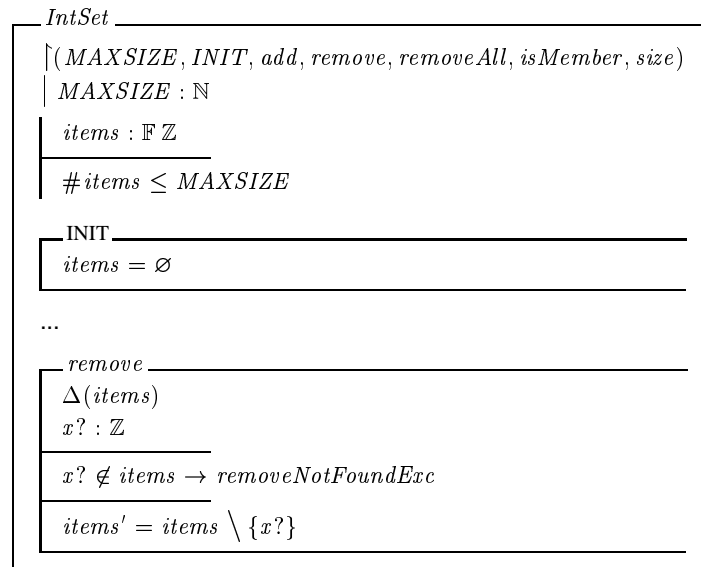 IntSet
↾(MAXSIZE, INIT, add, remove, removeAll, isMember, size)
MAXSIZE : ℕ
items : 𝔽 ℤ
#items ≤ MAXSIZE
INIT
items = ∅
...
remove
Δ(items)
x? : ℤ
x? ∉ items → removeNotFoundExc
items′ = items \ {x?}